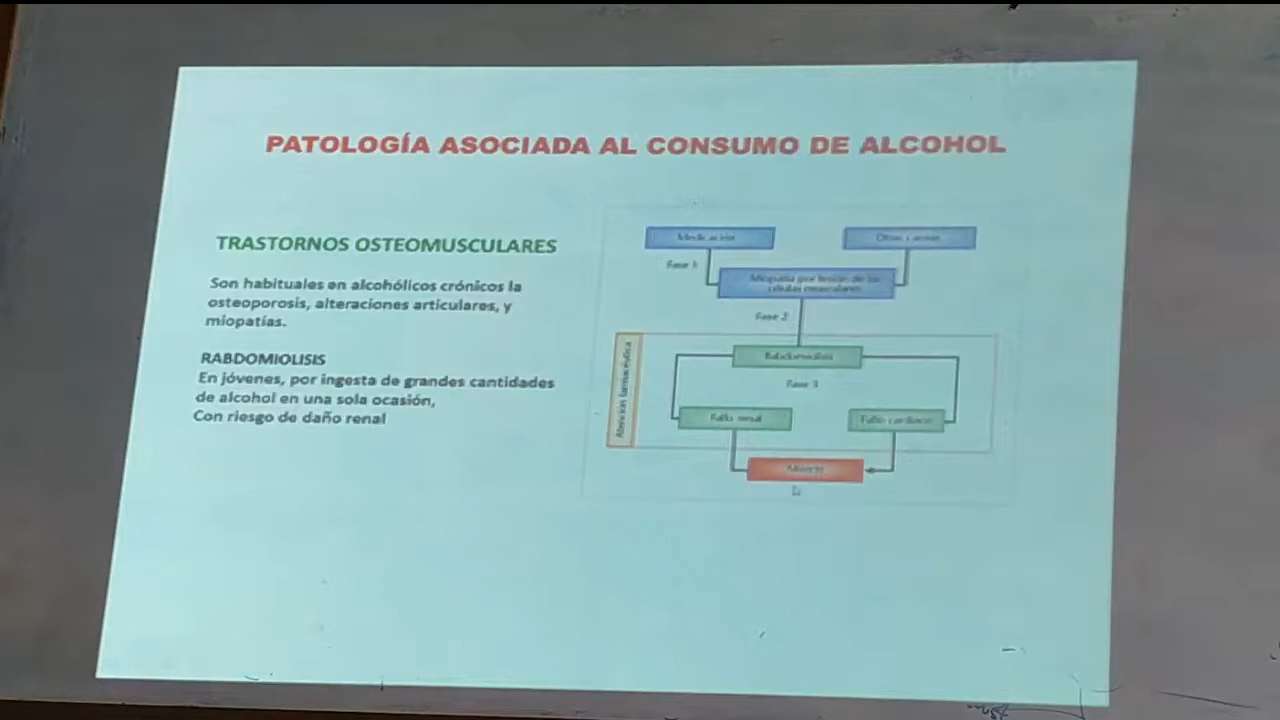 PATOLOGÍA ASOCIADA AL CONSUMO DE ALCOHOL
TRASTORNOS OSTEOMUSCULARES
Son habituales en alcohólicos crónicos la
osteoporosis, alteraciones articulares, y
miopatías.
RABDOMIOLISIS
En jóvenes, por ingesta de grandes cantidades
de alcohol en una sola ocasión,
Con riesgo de daño renal
Medicación
Otras causas
Fase 1
Miopatía por lesión de las
células musculares
Fase 2
Atención farmacéutica
Rabdomiolisis
Fase 3
Fallo renal
Fallo cardíaco